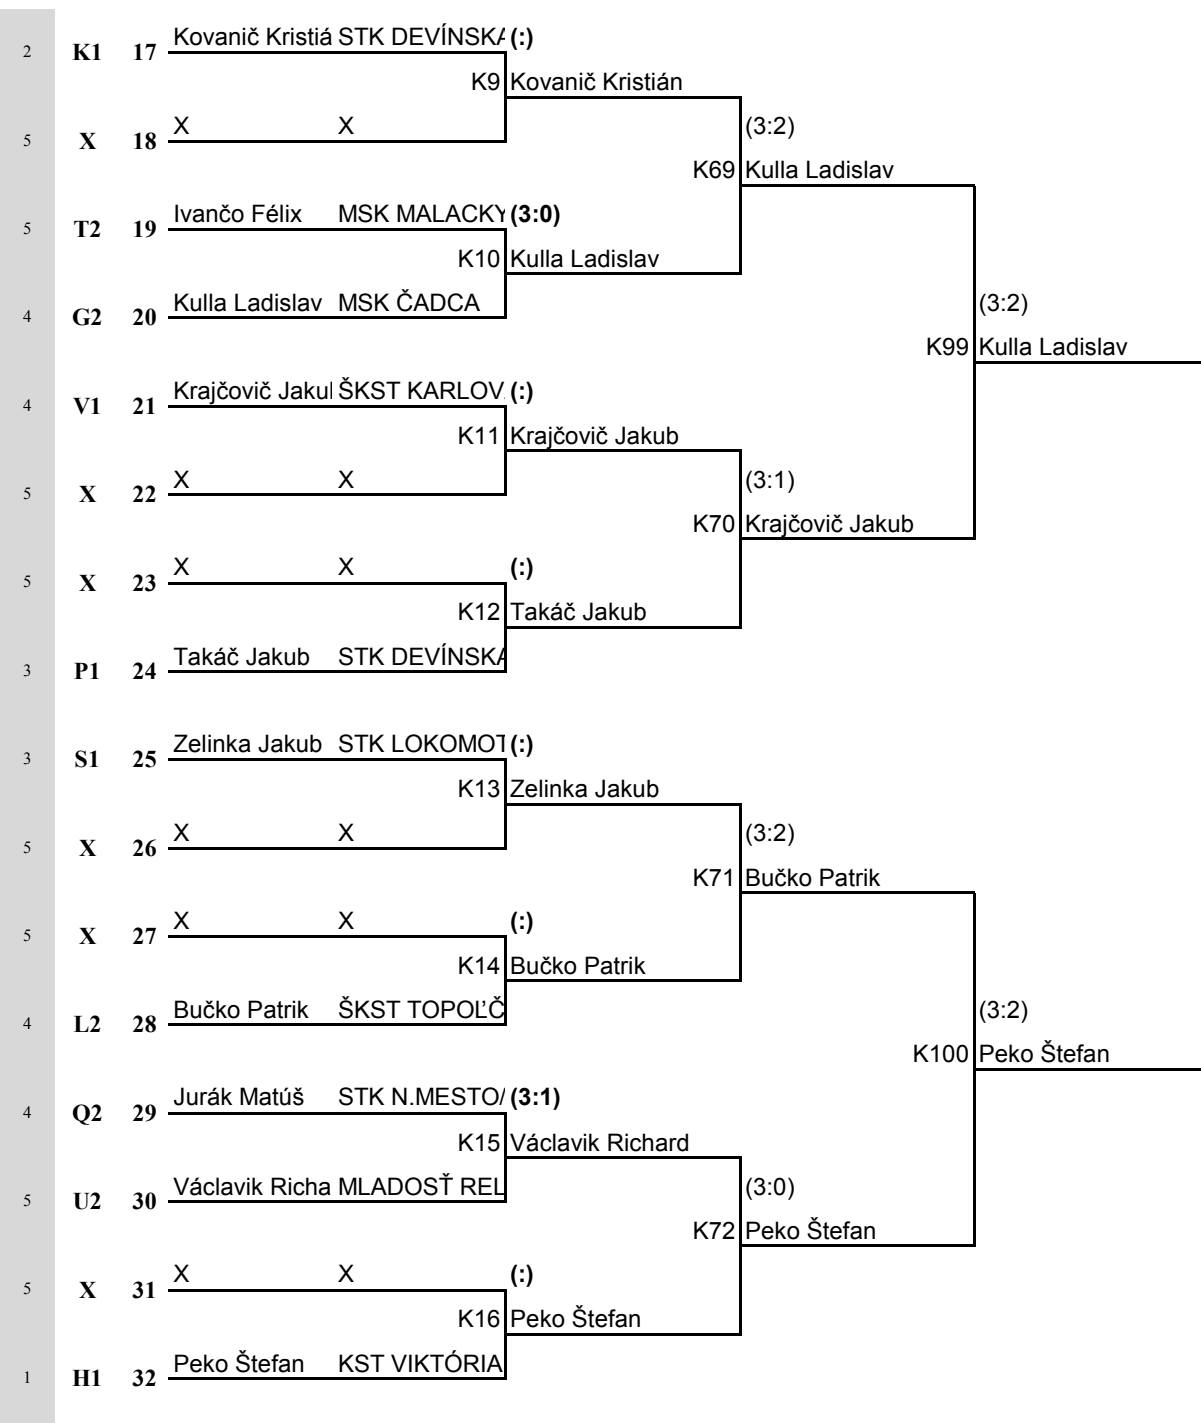 2 K1 17 Kovanič Kristiá STK DEVÍNSKA (:)
K9 Kovanič Kristián
5 X 18 X X (3:2)
K69 Kulla Ladislav
5 T2 19 Ivančo Félix MSK MALACKY (3:0)
K10 Kulla Ladislav
4 G2 20 Kulla Ladislav MSK ČADCA (3:2)
K99 Kulla Ladislav
4 V1 21 Krajčovič Jakul ŠKST KARLOV. (:)
K11 Krajčovič Jakub
5 X 22 X X (3:1)
K70 Krajčovič Jakub
5 X 23 X X (:)
K12 Takáč Jakub
3 P1 24 Takáč Jakub STK DEVÍNSKA
3 S1 25 Zelinka Jakub STK LOKOMOT (:)
K13 Zelinka Jakub
5 X 26 X X (3:2)
K71 Bučko Patrik
5 X 27 X X (:)
K14 Bučko Patrik
4 L2 28 Bučko Patrik ŠKST TOPOĽČ (3:2)
K100 Peko Štefan
4 Q2 29 Jurák Matúš STK N.MESTO/ (3:1)
K15 Václavik Richard
5 U2 30 Václavik Richa MLADOSŤ REL (3:0)
K72 Peko Štefan
5 X 31 X X (:)
K16 Peko Štefan
1 H1 32 Peko Štefan KST VIKTÓRIA